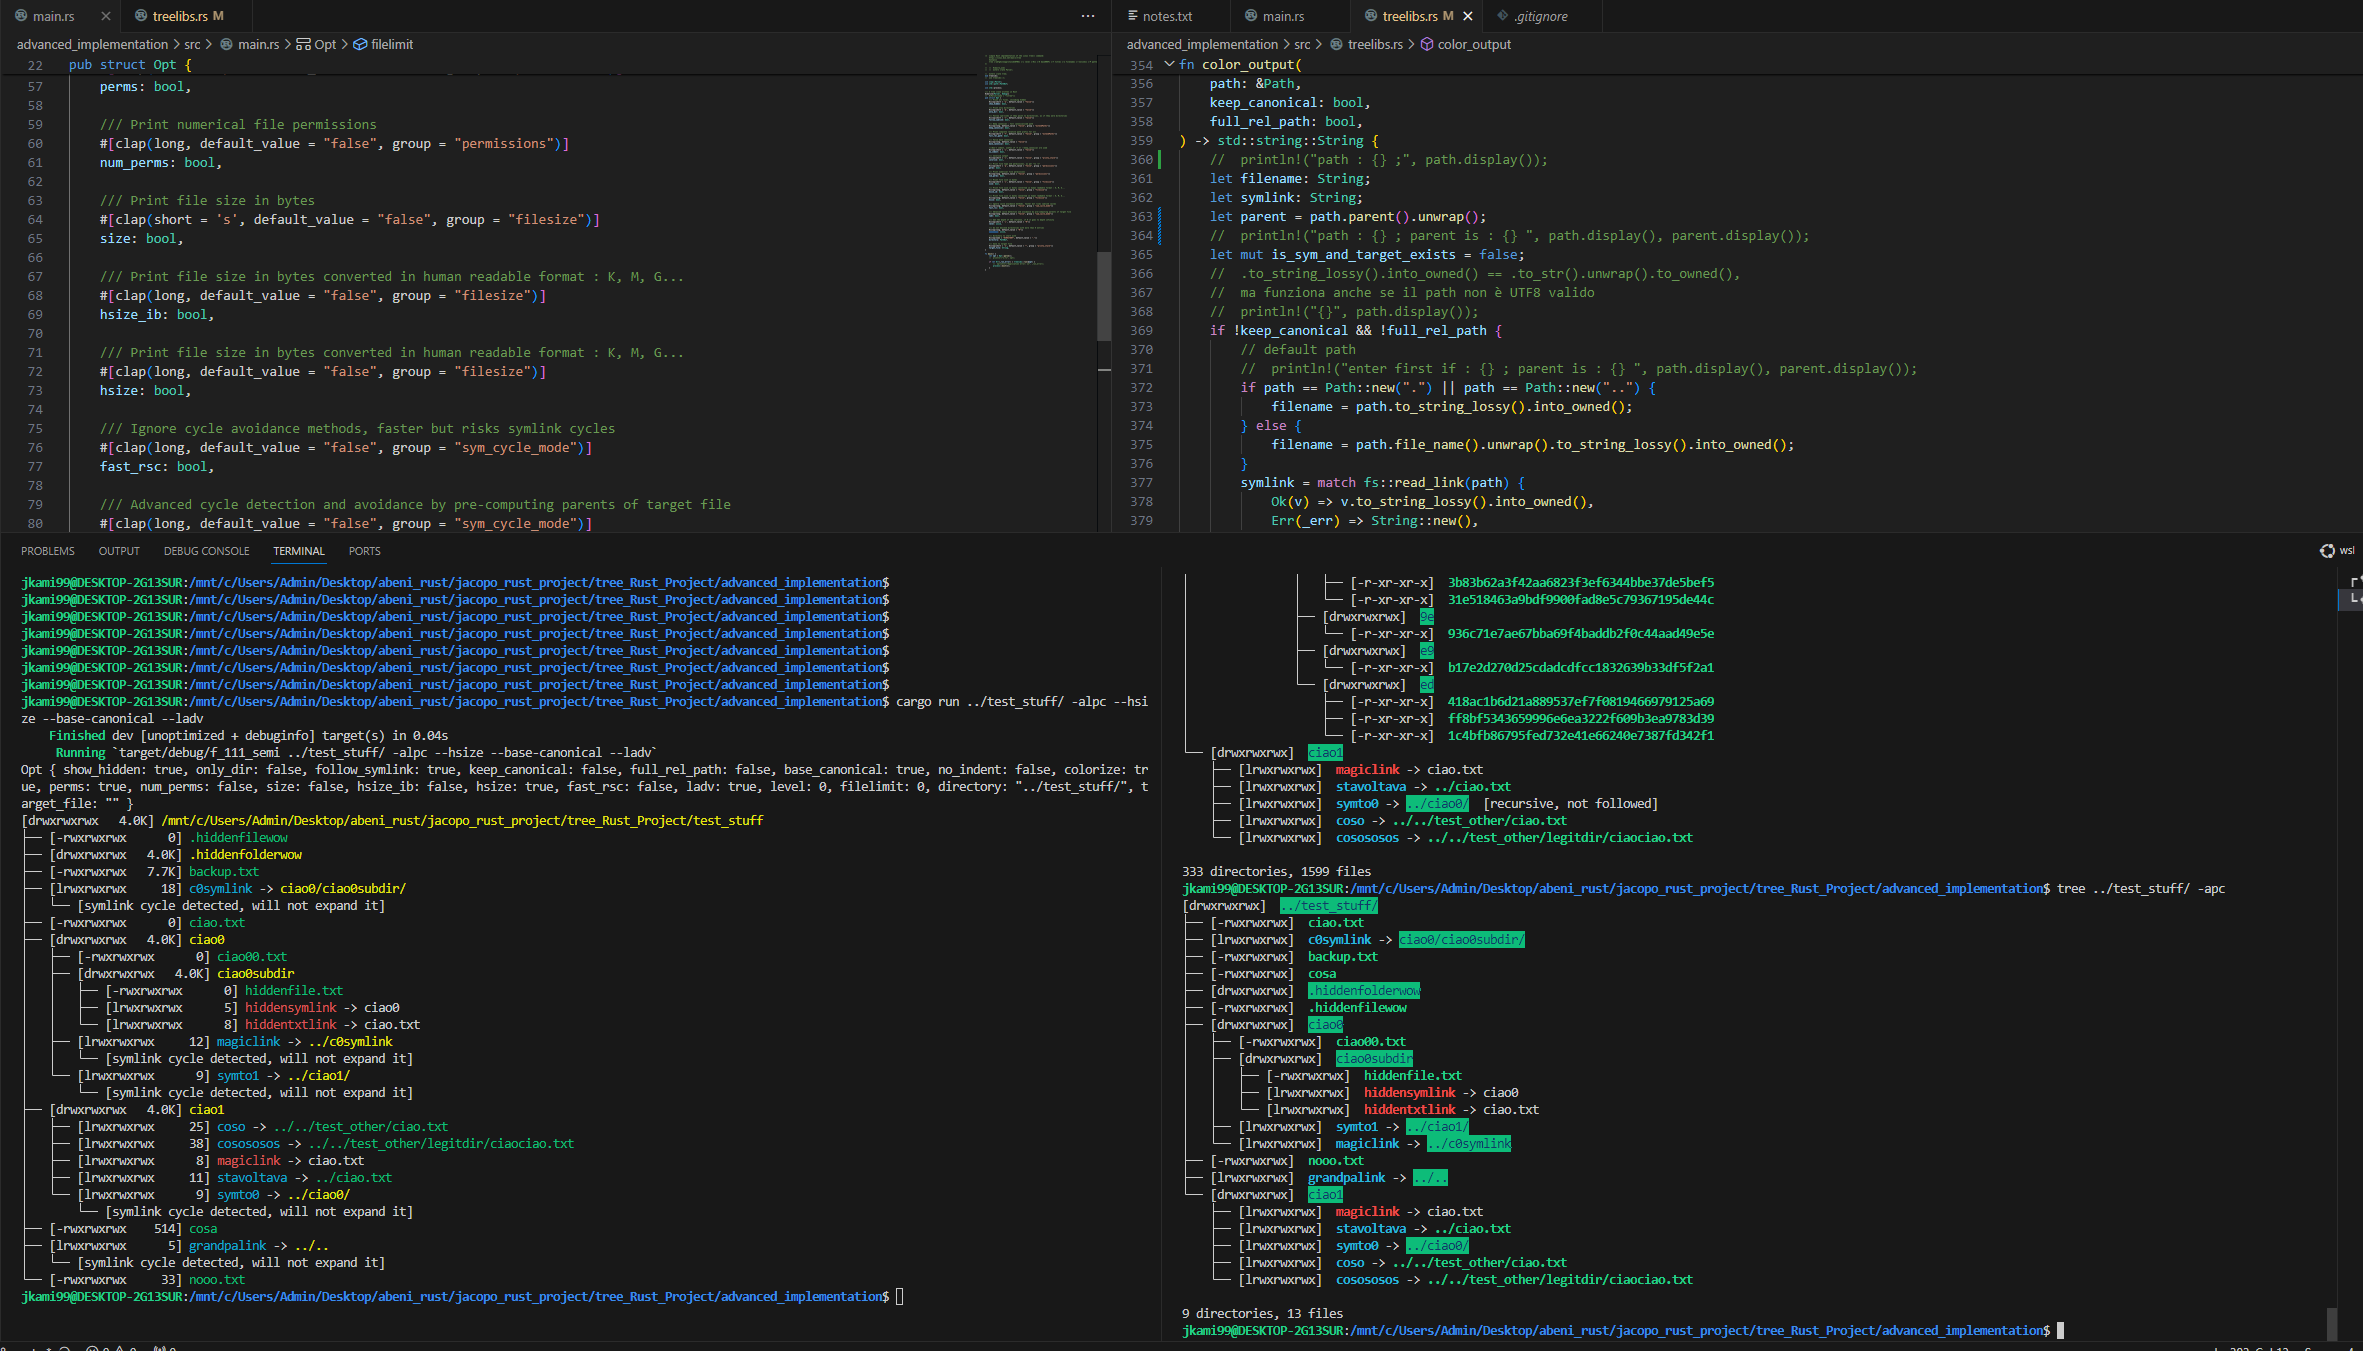 main.rs
treelibs.rs M
advanced_implementation > src > main.rs > Opt > filelimit
22 pub struct Opt {
57 perms: bool,
58
59 /// Print numerical file permissions
60 #[clap(long, default_value = "false", group = "permissions")]
61 num_perms: bool,
62
63 /// Print file size in bytes
64 #[clap(short = 's', default_value = "false", group = "filesize")]
65 size: bool,
66
67 /// Print file size in bytes converted in human readable format : K, M, G...
68 #[clap(long, default_value = "false", group = "filesize")]
69 hsize_ib: bool,
70
71 /// Print file size in bytes converted in human readable format : K, M, G...
72 #[clap(long, default_value = "false", group = "filesize")]
73 hsize: bool,
74
75 /// Ignore cycle avoidance methods, faster but risks symlink cycles
76 #[clap(long, default_value = "false", group = "sym_cycle_mode")]
77 fast_rsc: bool,
78
79 /// Advanced cycle detection and avoidance by pre-computing parents of target file
80 #[clap(long, default_value = "false", group = "sym_cycle_mode")]
notes.txt
main.rs
treelibs.rs M
.gitignore
advanced_implementation > src > treelibs.rs > color_output
354 fn color_output(
356 path: &Path,
357 keep_canonical: bool,
358 full_rel_path: bool,
359 ) -> std::string::String {
360 // println!("path : {} ;", path.display());
361 let filename: String;
362 let symlink: String;
363 let parent = path.parent().unwrap();
364 // println!("path : {} ; parent is : {} ", path.display(), parent.display());
365 let mut is_sym_and_target_exists = false;
366 // .to_string_lossy().into_owned() == .to_str().unwrap().to_owned(),
367 // ma funziona anche se il path non è UTF8 valido
368 // println!("{}", path.display());
369 if !keep_canonical && !full_rel_path {
370 // default path
371 // println!("enter first if : {} ; parent is : {} ", path.display(), parent.display());
372 if path == Path::new(".") || path == Path::new("..") {
373 filename = path.to_string_lossy().into_owned();
374 } else {
375 filename = path.file_name().unwrap().to_string_lossy().into_owned();
376 }
377 symlink = match fs::read_link(path) {
378 Ok(v) => v.to_string_lossy().into_owned(),
379 Err(_err) => String::new(),
PROBLEMS OUTPUT DEBUG CONSOLE TERMINAL PORTS
wsl
jkami99@DESKTOP-2G13SUR:/mnt/c/Users/Admin/Desktop/abeni_rust/jacopo_rust_project/tree_Rust_Project/advanced_implementation$
jkami99@DESKTOP-2G13SUR:/mnt/c/Users/Admin/Desktop/abeni_rust/jacopo_rust_project/tree_Rust_Project/advanced_implementation$
jkami99@DESKTOP-2G13SUR:/mnt/c/Users/Admin/Desktop/abeni_rust/jacopo_rust_project/tree_Rust_Project/advanced_implementation$
jkami99@DESKTOP-2G13SUR:/mnt/c/Users/Admin/Desktop/abeni_rust/jacopo_rust_project/tree_Rust_Project/advanced_implementation$
jkami99@DESKTOP-2G13SUR:/mnt/c/Users/Admin/Desktop/abeni_rust/jacopo_rust_project/tree_Rust_Project/advanced_implementation$
jkami99@DESKTOP-2G13SUR:/mnt/c/Users/Admin/Desktop/abeni_rust/jacopo_rust_project/tree_Rust_Project/advanced_implementation$
jkami99@DESKTOP-2G13SUR:/mnt/c/Users/Admin/Desktop/abeni_rust/jacopo_rust_project/tree_Rust_Project/advanced_implementation$
jkami99@DESKTOP-2G13SUR:/mnt/c/Users/Admin/Desktop/abeni_rust/jacopo_rust_project/tree_Rust_Project/advanced_implementation$ cargo run ../test_stuff/ -alpc --hsi
ze --base-canonical --ladv
Finished dev [unoptimized + debuginfo] target(s) in 0.04s
Running `target/debug/f_111_semi ../test_stuff/ -alpc --hsize --base-canonical --ladv`
Opt { show_hidden: true, only_dir: false, follow_symlink: true, keep_canonical: false, full_rel_path: false, base_canonical: true, no_indent: false, colorize: tr
ue, perms: true, num_perms: false, size: false, hsize_ib: false, hsize: true, fast_rsc: false, ladv: true, level: 0, filelimit: 0, directory: "../test_stuff/", t
arget_file: "" }
[drwxrwxrwx 4.0K] /mnt/c/Users/Admin/Desktop/abeni_rust/jacopo_rust_project/tree_Rust_Project/test_stuff
├── [-rwxrwxrwx 0] .hiddenfilewow
├── [drwxrwxrwx 4.0K] .hiddenfolderwow
├── [-rwxrwxrwx 7.7K] backup.txt
├── [lrwxrwxrwx 18] c0symlink -> ciao0/ciao0subdir/
│ └── [symlink cycle detected, will not expand it]
├── [-rwxrwxrwx 0] ciao.txt
├── [drwxrwxrwx 4.0K] ciao0
│ ├── [-rwxrwxrwx 0] ciao00.txt
│ ├── [drwxrwxrwx 4.0K] ciao0subdir
│ │ ├── [-rwxrwxrwx 0] hiddenfile.txt
│ │ ├── [lrwxrwxrwx 5] hiddensymlink -> ciao0
│ │ └── [lrwxrwxrwx 8] hiddentxtlink -> ciao.txt
│ ├── [lrwxrwxrwx 12] magiclink -> ../c0symlink
│ │ └── [symlink cycle detected, will not expand it]
│ └── [lrwxrwxrwx 9] symto1 -> ../ciao1/
│ └── [symlink cycle detected, will not expand it]
├── [drwxrwxrwx 4.0K] ciao1
│ ├── [lrwxrwxrwx 25] coso -> ../../test_other/ciao.txt
│ ├── [lrwxrwxrwx 38] cosososos -> ../../test_other/legitdir/ciaociao.txt
│ ├── [lrwxrwxrwx 8] magiclink -> ciao.txt
│ ├── [lrwxrwxrwx 11] stavoltava -> ../ciao.txt
│ └── [lrwxrwxrwx 9] symto0 -> ../ciao0/
│ └── [symlink cycle detected, will not expand it]
├── [-rwxrwxrwx 514] cosa
├── [lrwxrwxrwx 5] grandpalink -> ../..
│ └── [symlink cycle detected, will not expand it]
└── [-rwxrwxrwx 33] nooo.txt
jkami99@DESKTOP-2G13SUR:/mnt/c/Users/Admin/Desktop/abeni_rust/jacopo_rust_project/tree_Rust_Project/advanced_implementation$
│ │ ├── [-r-xr-xr-x] 3b83b62a3f42aa6823f3ef6344bbe37de5bef5
│ │ └── [-r-xr-xr-x] 31e518463a9bdf9900fad8e5c79367195de44c
│ ├── [drwxrwxrwx] 9e
│ │ └── [-r-xr-xr-x] 936c71e7ae67bba69f4baddb2f0c44aad49e5e
│ ├── [drwxrwxrwx] e9
│ │ └── [-r-xr-xr-x] b17e2d270d25cdadcdfcc1832639b33df5f2a1
│ └── [drwxrwxrwx] ed
│ ├── [-r-xr-xr-x] 418ac1b6d21a889537ef7f0819466979125a69
│ ├── [-r-xr-xr-x] ff8bf5343659996e6ea3222f609b3ea9783d39
│ └── [-r-xr-xr-x] 1c4bfb86795fed732e41e66240e7387fd342f1
└── [drwxrwxrwx] ciao1
├── [lrwxrwxrwx] magiclink -> ciao.txt
├── [lrwxrwxrwx] stavoltava -> ../ciao.txt
├── [lrwxrwxrwx] symto0 -> ../ciao0/ [recursive, not followed]
├── [lrwxrwxrwx] coso -> ../../test_other/ciao.txt
└── [lrwxrwxrwx] cosososos -> ../../test_other/legitdir/ciaociao.txt
333 directories, 1599 files
jkami99@DESKTOP-2G13SUR:/mnt/c/Users/Admin/Desktop/abeni_rust/jacopo_rust_project/tree_Rust_Project/advanced_implementation$ tree ../test_stuff/ -apc
[drwxrwxrwx] ../test_stuff/
├── [-rwxrwxrwx] ciao.txt
├── [lrwxrwxrwx] c0symlink -> ciao0/ciao0subdir/
├── [-rwxrwxrwx] backup.txt
├── [-rwxrwxrwx] cosa
├── [drwxrwxrwx] .hiddenfolderwow
├── [-rwxrwxrwx] .hiddenfilewow
├── [drwxrwxrwx] ciao0
│ ├── [-rwxrwxrwx] ciao00.txt
│ ├── [drwxrwxrwx] ciao0subdir
│ │ ├── [-rwxrwxrwx] hiddenfile.txt
│ │ ├── [lrwxrwxrwx] hiddensymlink -> ciao0
│ │ └── [lrwxrwxrwx] hiddentxtlink -> ciao.txt
│ ├── [lrwxrwxrwx] symto1 -> ../ciao1/
│ └── [lrwxrwxrwx] magiclink -> ../c0symlink
├── [-rwxrwxrwx] nooo.txt
├── [lrwxrwxrwx] grandpalink -> ../..
└── [drwxrwxrwx] ciao1
├── [lrwxrwxrwx] magiclink -> ciao.txt
├── [lrwxrwxrwx] stavoltava -> ../ciao.txt
├── [lrwxrwxrwx] symto0 -> ../ciao0/
├── [lrwxrwxrwx] coso -> ../../test_other/ciao.txt
└── [lrwxrwxrwx] cosososos -> ../../test_other/legitdir/ciaociao.txt
9 directories, 13 files
jkami99@DESKTOP-2G13SUR:/mnt/c/Users/Admin/Desktop/abeni_rust/jacopo_rust_project/tree_Rust_Project/advanced_implementation$